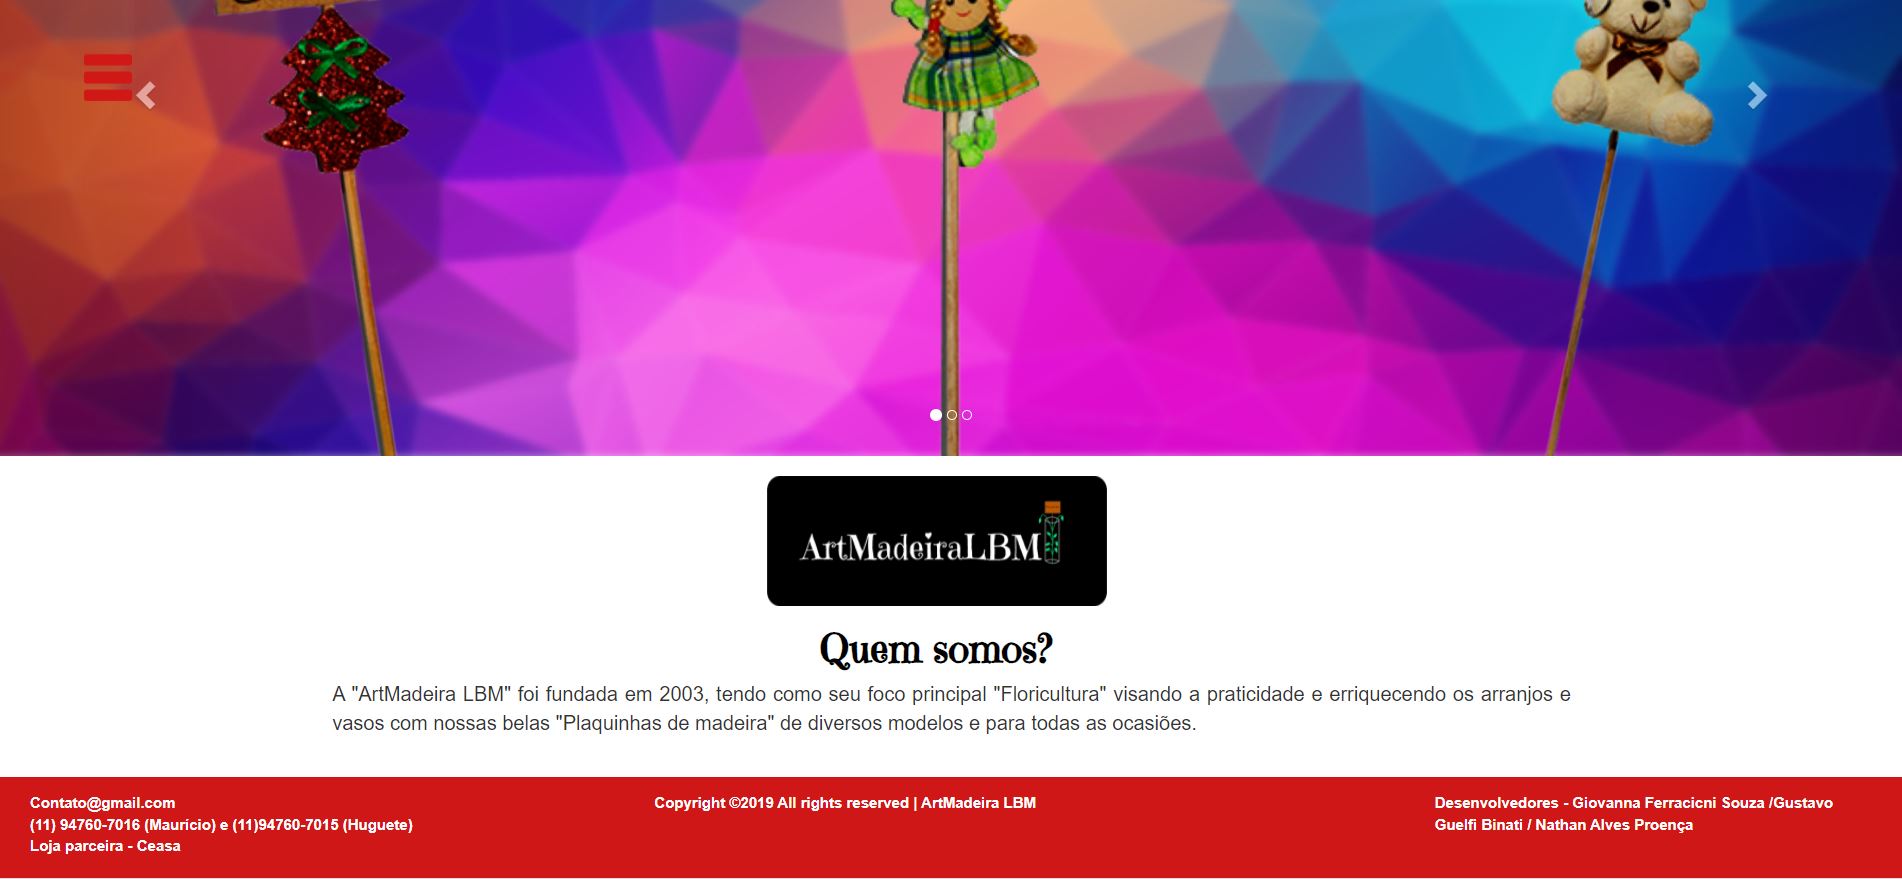 ArtMadeiraLBM
Quem somos?
A "ArtMadeira LBM" foi fundada em 2003, tendo como seu foco principal "Floricultura" visando a praticidade e erriquecendo os arranjos e
vasos com nossas belas "Plaquinhas de madeira" de diversos modelos e para todas as ocasiões.
Contato@gmail.com
(11) 94760-7016 (Maurício) e (11)94760-7015 (Huguete)
Loja parceira - Ceasa
Copyright ©2019 All rights reserved | ArtMadeira LBM
Desenvolvedores - Giovanna Ferracicni Souza /Gustavo
Guelfi Binati / Nathan Alves Proença